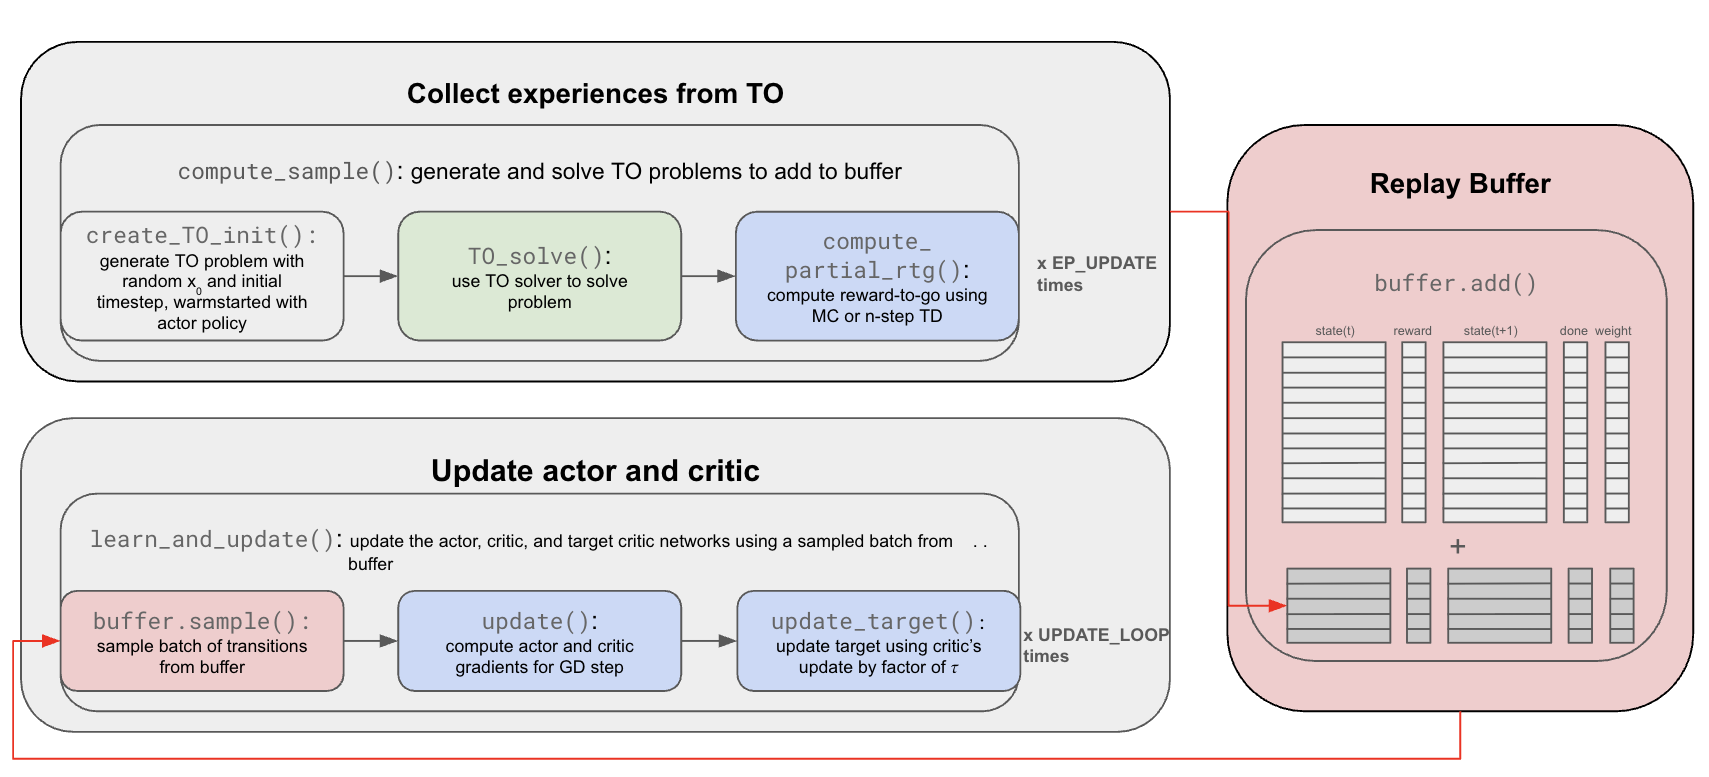 Collect experiences from TO
compute_sample(): generate and solve TO problems to add to buffer
create_TO_init():
generate TO problem with
random x0 and initial
timestep, warmstarted with
actor policy
TO_solve():
use TO solver to solve
problem
compute_
partial_rtg():
compute reward-to-go using
MC or n-step TD
x EP_UPDATE
times
Update actor and critic
learn_and_update(): update the actor, critic, and target critic networks using a sampled batch from . .
buffer
buffer.sample():
sample batch of transitions
from buffer
update():
compute actor and critic
gradients for GD step
update_target():
update target using critic's
update by factor of τ
x UPDATE_LOOP
times
Replay Buffer
buffer.add()
state(t) reward state(t+1) done weight
+